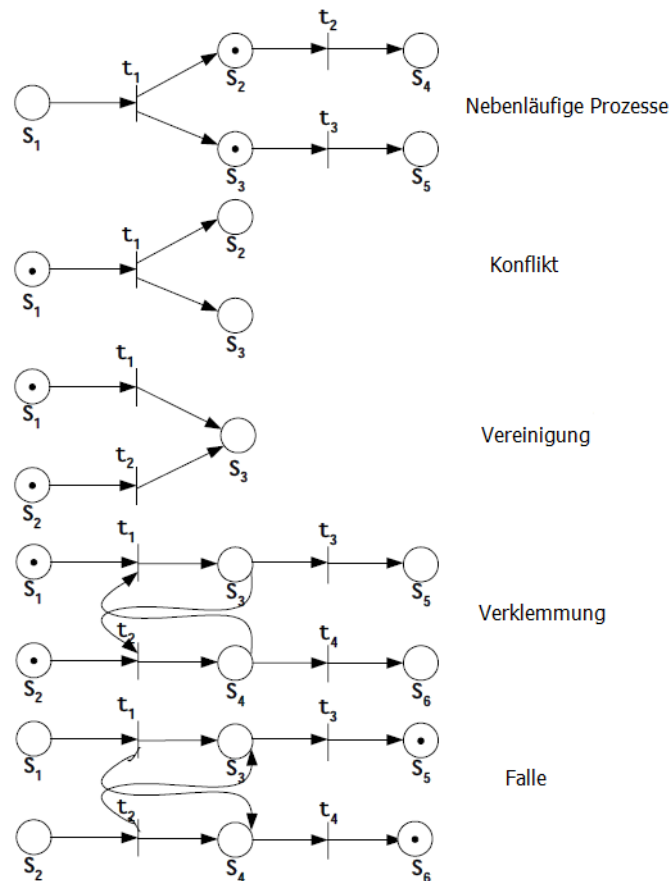 t2
t1
S2
S4
Nebenläufige Prozesse
S1
t3
S3
S5
t1
S2
Konflikt
S1
S3
t1
S1
Vereinigung
S3
t2
S2
t1
t3
S1
S3
S5
Verklemmung
t2
t4
S2
S4
S6
t1
t3
S1
S3
S5
Falle
t2
t4
S2
S4
S6